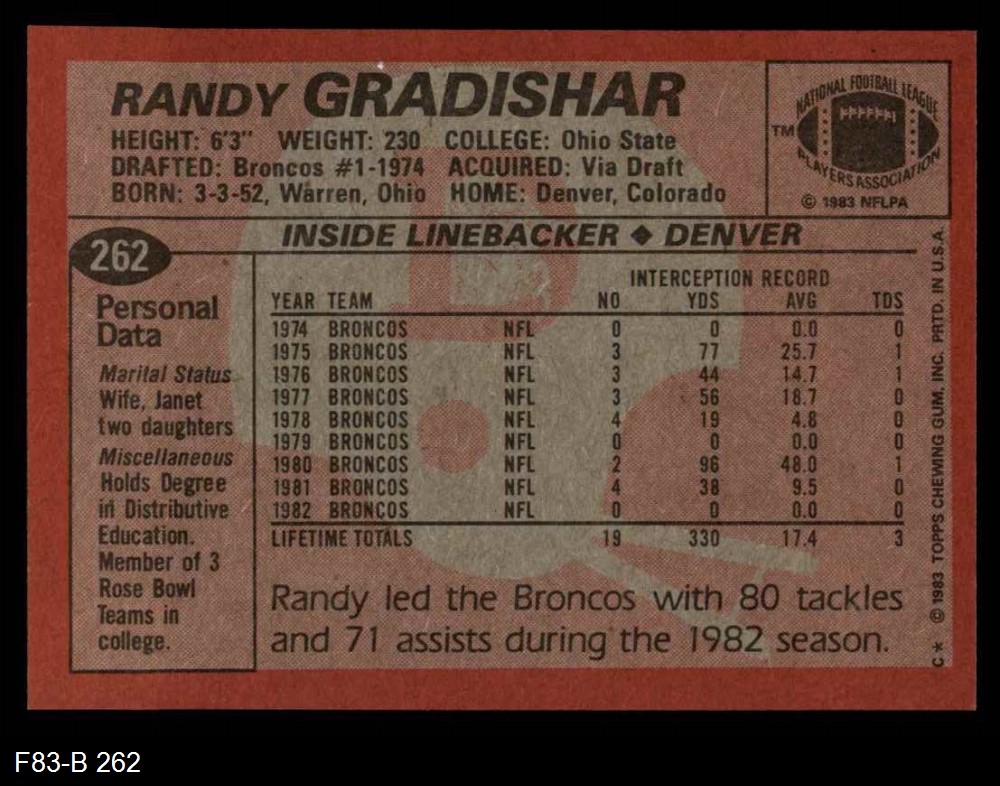 RANDY GRADISHAR
HEIGHT: 6'3" WEIGHT: 230 COLLEGE: Ohio State
DRAFTED: Broncos #1-1974 ACQUIRED: Via Draft
BORN: 3-3-52, Warren, Ohio HOME: Denver, Colorado
NATIONAL FOOTBALL LEAGUE
TM
PLAYERS ASSOCIATION
© 1983 NFLPA
262
INSIDE LINEBACKER ◆ DENVER
Personal
Data
Marital Status
Wife, Janet
two daughters
Miscellaneous
Holds Degree
in Distributive
Education.
Member of 3
Rose Bowl
Teams in
college.
INTERCEPTION RECORD
YEAR TEAM NO YDS AVG TDS
1974 BRONCOS NFL 0 0 0.0 0
1975 BRONCOS NFL 3 77 25.7 1
1976 BRONCOS NFL 3 44 14.7 1
1977 BRONCOS NFL 3 56 18.7 0
1978 BRONCOS NFL 4 19 4.8 0
1979 BRONCOS NFL 0 0 0.0 0
1980 BRONCOS NFL 2 96 48.0 1
1981 BRONCOS NFL 4 38 9.5 0
1982 BRONCOS NFL 0 0 0.0 0
LIFETIME TOTALS 19 330 17.4 3
Randy led the Broncos with 80 tackles
and 71 assists during the 1982 season.
C* © 1983 TOPPS CHEWING GUM, INC. PRTD. IN U.S.A.
F83-B 262